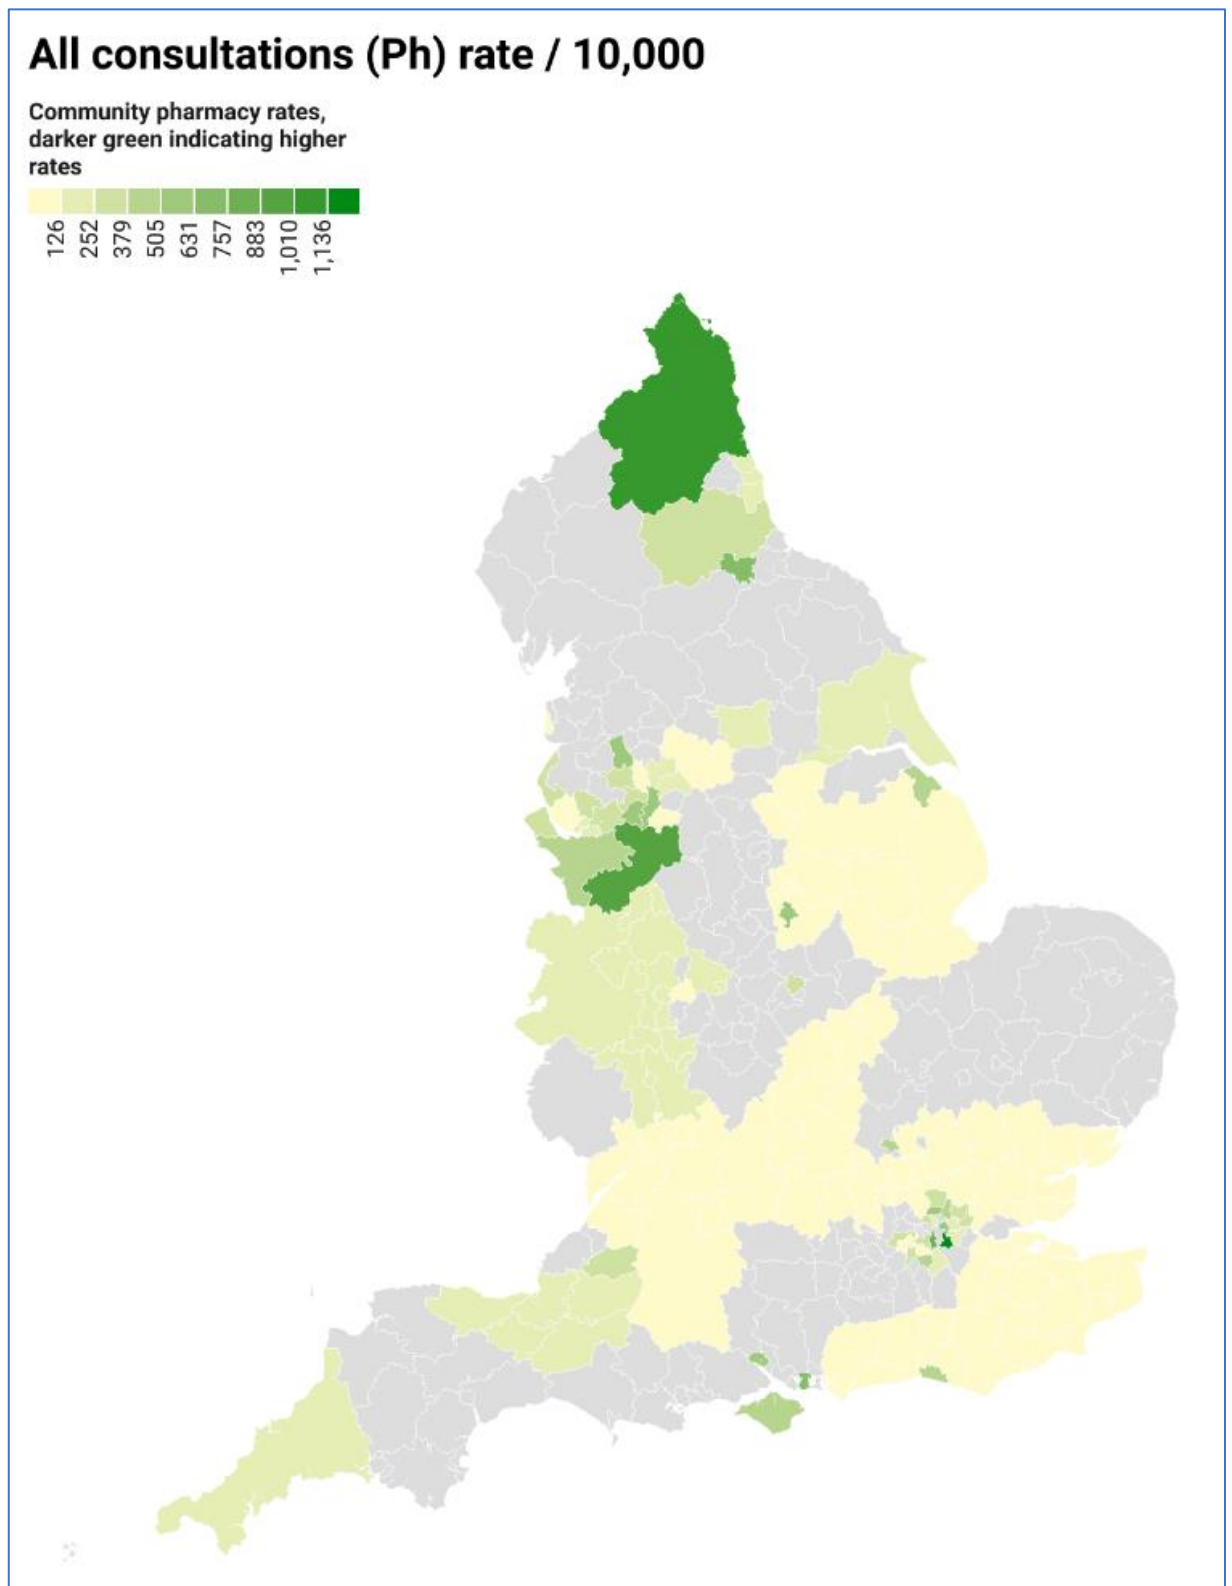 All consultations (Ph) rate / 10,000
Community pharmacy rates,
darker green indicating higher
rates
126
252
379
505
631
757
883
1,010
1,136